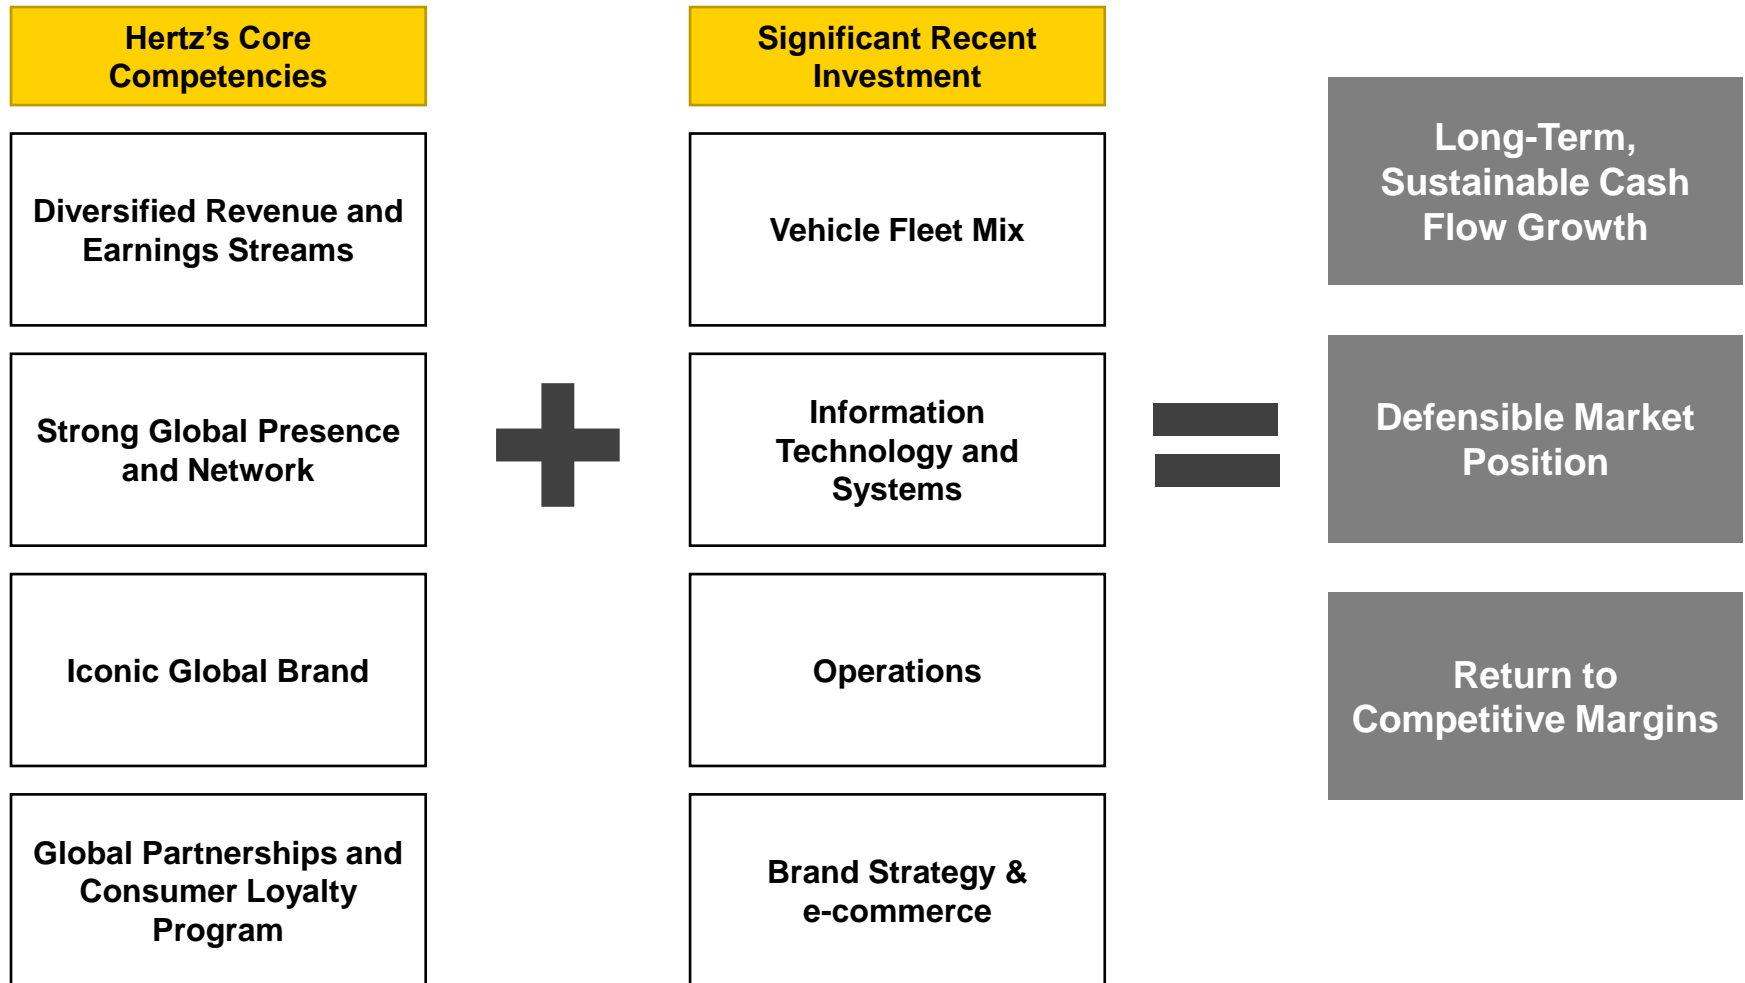 Hertz’s Core
Competencies
Diversified Revenue and
Earnings Streams
Strong Global Presence
and Network
Iconic Global Brand
Global Partnerships and
Consumer Loyalty
Program
Significant Recent
Investment
Vehicle Fleet Mix
Information
Technology and
Systems
Operations
Brand Strategy &
e-commerce
Long-Term,
Sustainable Cash
Flow Growth
Defensible Market
Position
Return to
Competitive Margins